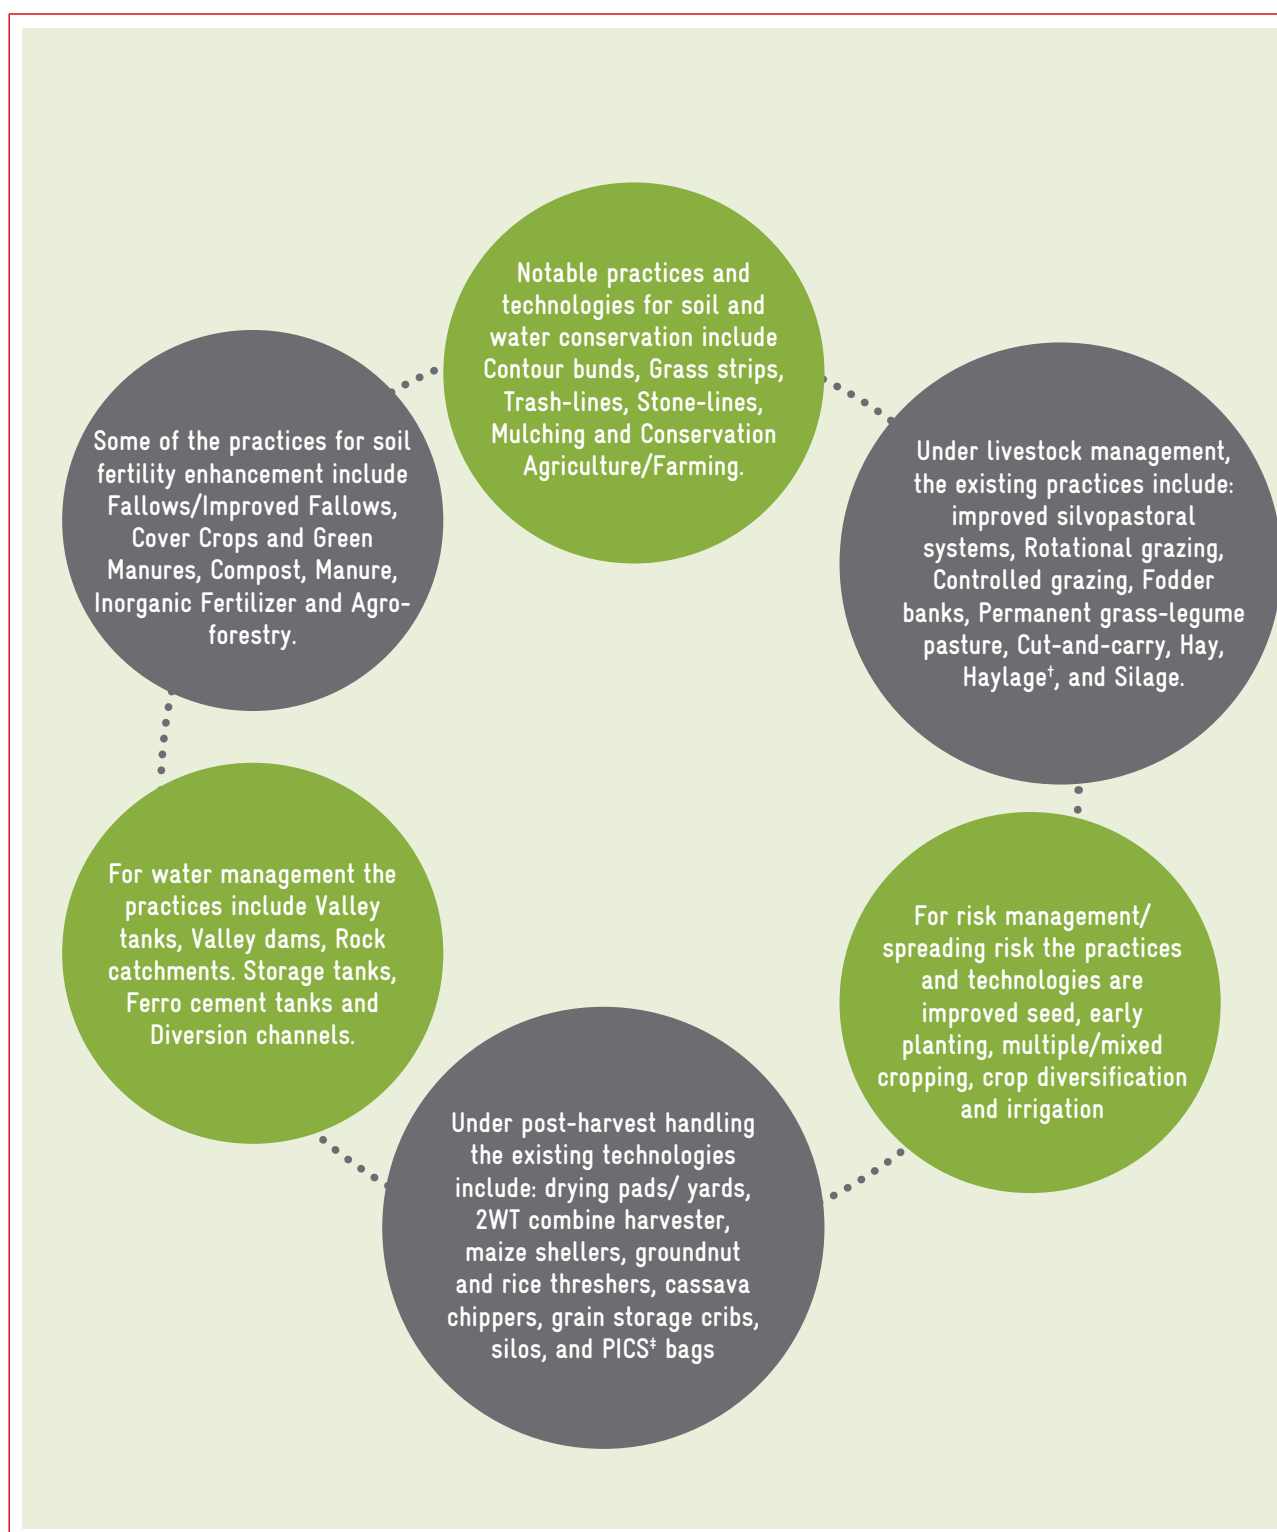 Notable practices and
technologies for soil and
water conservation include
Contour bunds, Grass strips,
Trash-lines, Stone-lines,
Mulching and Conservation
Agriculture/Farming.
Some of the practices for soil
fertility enhancement include
Fallows/Improved Fallows,
Cover Crops and Green
Manures, Compost, Manure,
Inorganic Fertilizer and Agro-
forestry.
Under livestock management,
the existing practices include:
improved silvopastoral
systems, Rotational grazing,
Controlled grazing, Fodder
banks, Permanent grass-legume
pasture, Cut-and-carry, Hay,
Haylage†, and Silage.
For water management the
practices include Valley
tanks, Valley dams, Rock
catchments. Storage tanks,
Ferro cement tanks and
Diversion channels.
For risk management/
spreading risk the practices
and technologies are
improved seed, early
planting, multiple/mixed
cropping, crop diversification
and irrigation
Under post-harvest handling
the existing technologies
include: drying pads/ yards,
2WT combine harvester,
maize shellers, groundnut
and rice threshers, cassava
chippers, grain storage cribs,
silos, and PICS‡ bags